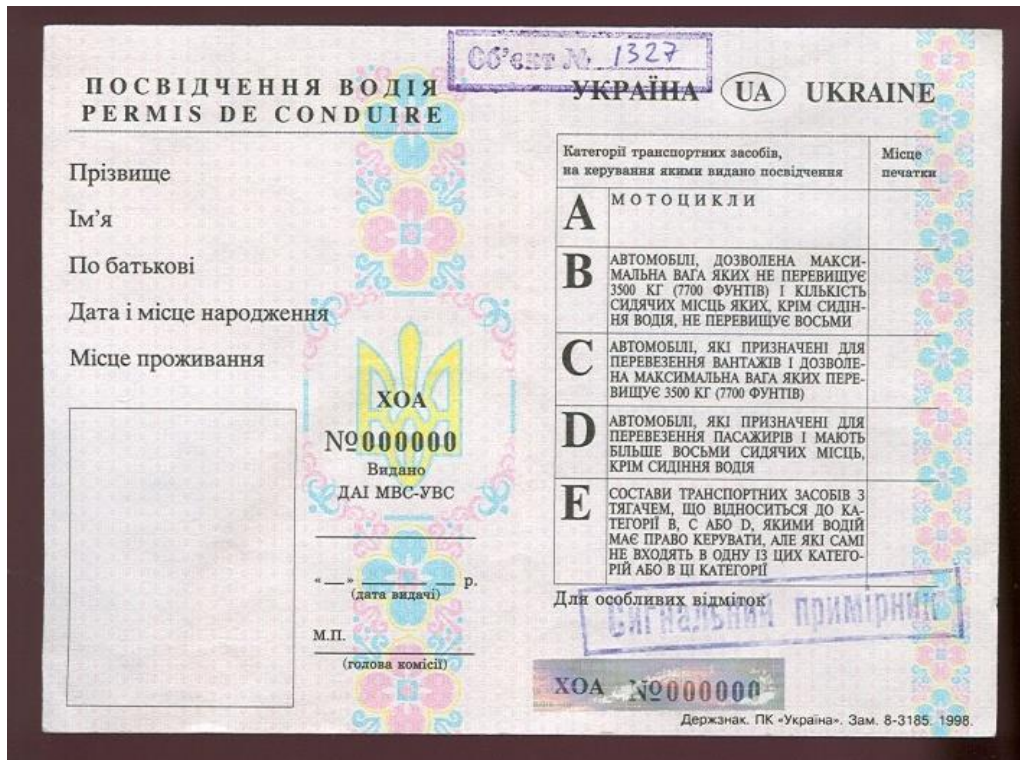 Об'єкт № 1327
ПОСВІДЧЕННЯ ВОДІЯ
PERMIS DE CONDUIRE
Прізвище
Ім'я
По батькові
Дата і місце народження
Місце проживання
ХОА
№000000
Видано
ДАІ МВС-УВС
« __ » ________ __ р.
(дата видачі)
М.П.
(голова комісії)
УКРАЇНА UA UKRAINE
Категорії транспортних засобів,
на керування якими видано посвідчення
Місце
печатки
A МОТОЦИКЛИ
B АВТОМОБІЛІ, ДОЗВОЛЕНА МАКСИ-
МАЛЬНА ВАГА ЯКИХ НЕ ПЕРЕВИЩУЄ
3500 КГ (7700 ФУНТІВ) І КІЛЬКІСТЬ
СИДЯЧИХ МІСЦЬ ЯКИХ, КРІМ СИДІН-
НЯ ВОДІЯ, НЕ ПЕРЕВИЩУЄ ВОСЬМИ
C АВТОМОБІЛІ, ЯКІ ПРИЗНАЧЕНІ ДЛЯ
ПЕРЕВЕЗЕННЯ ВАНТАЖІВ І ДОЗВОЛЕ-
НА МАКСИМАЛЬНА ВАГА ЯКИХ ПЕРЕ-
ВИЩУЄ 3500 КГ (7700 ФУНТІВ)
D АВТОМОБІЛІ, ЯКІ ПРИЗНАЧЕНІ ДЛЯ
ПЕРЕВЕЗЕННЯ ПАСАЖИРІВ І МАЮТЬ
БІЛЬШЕ ВОСЬМИ СИДЯЧИХ МІСЦЬ,
КРІМ СИДІННЯ ВОДІЯ
E СОСТАВИ ТРАНСПОРТНИХ ЗАСОБІВ З
ТЯГАЧЕМ, ЩО ВІДНОСИТЬСЯ ДО КА-
ТЕГОРІЇ В, С АБО D, ЯКИМИ ВОДІЙ
МАЄ ПРАВО КЕРУВАТИ, АЛЕ ЯКІ САМІ
НЕ ВХОДЯТЬ В ОДНУ ІЗ ЦИХ КАТЕГО-
РІЙ АБО В ЦІ КАТЕГОРІЇ
Для особливих відміток
Сигнальний примірник
ХОА №000000
Держзнак. ПК «Україна». Зам. 8-3185. 1998.